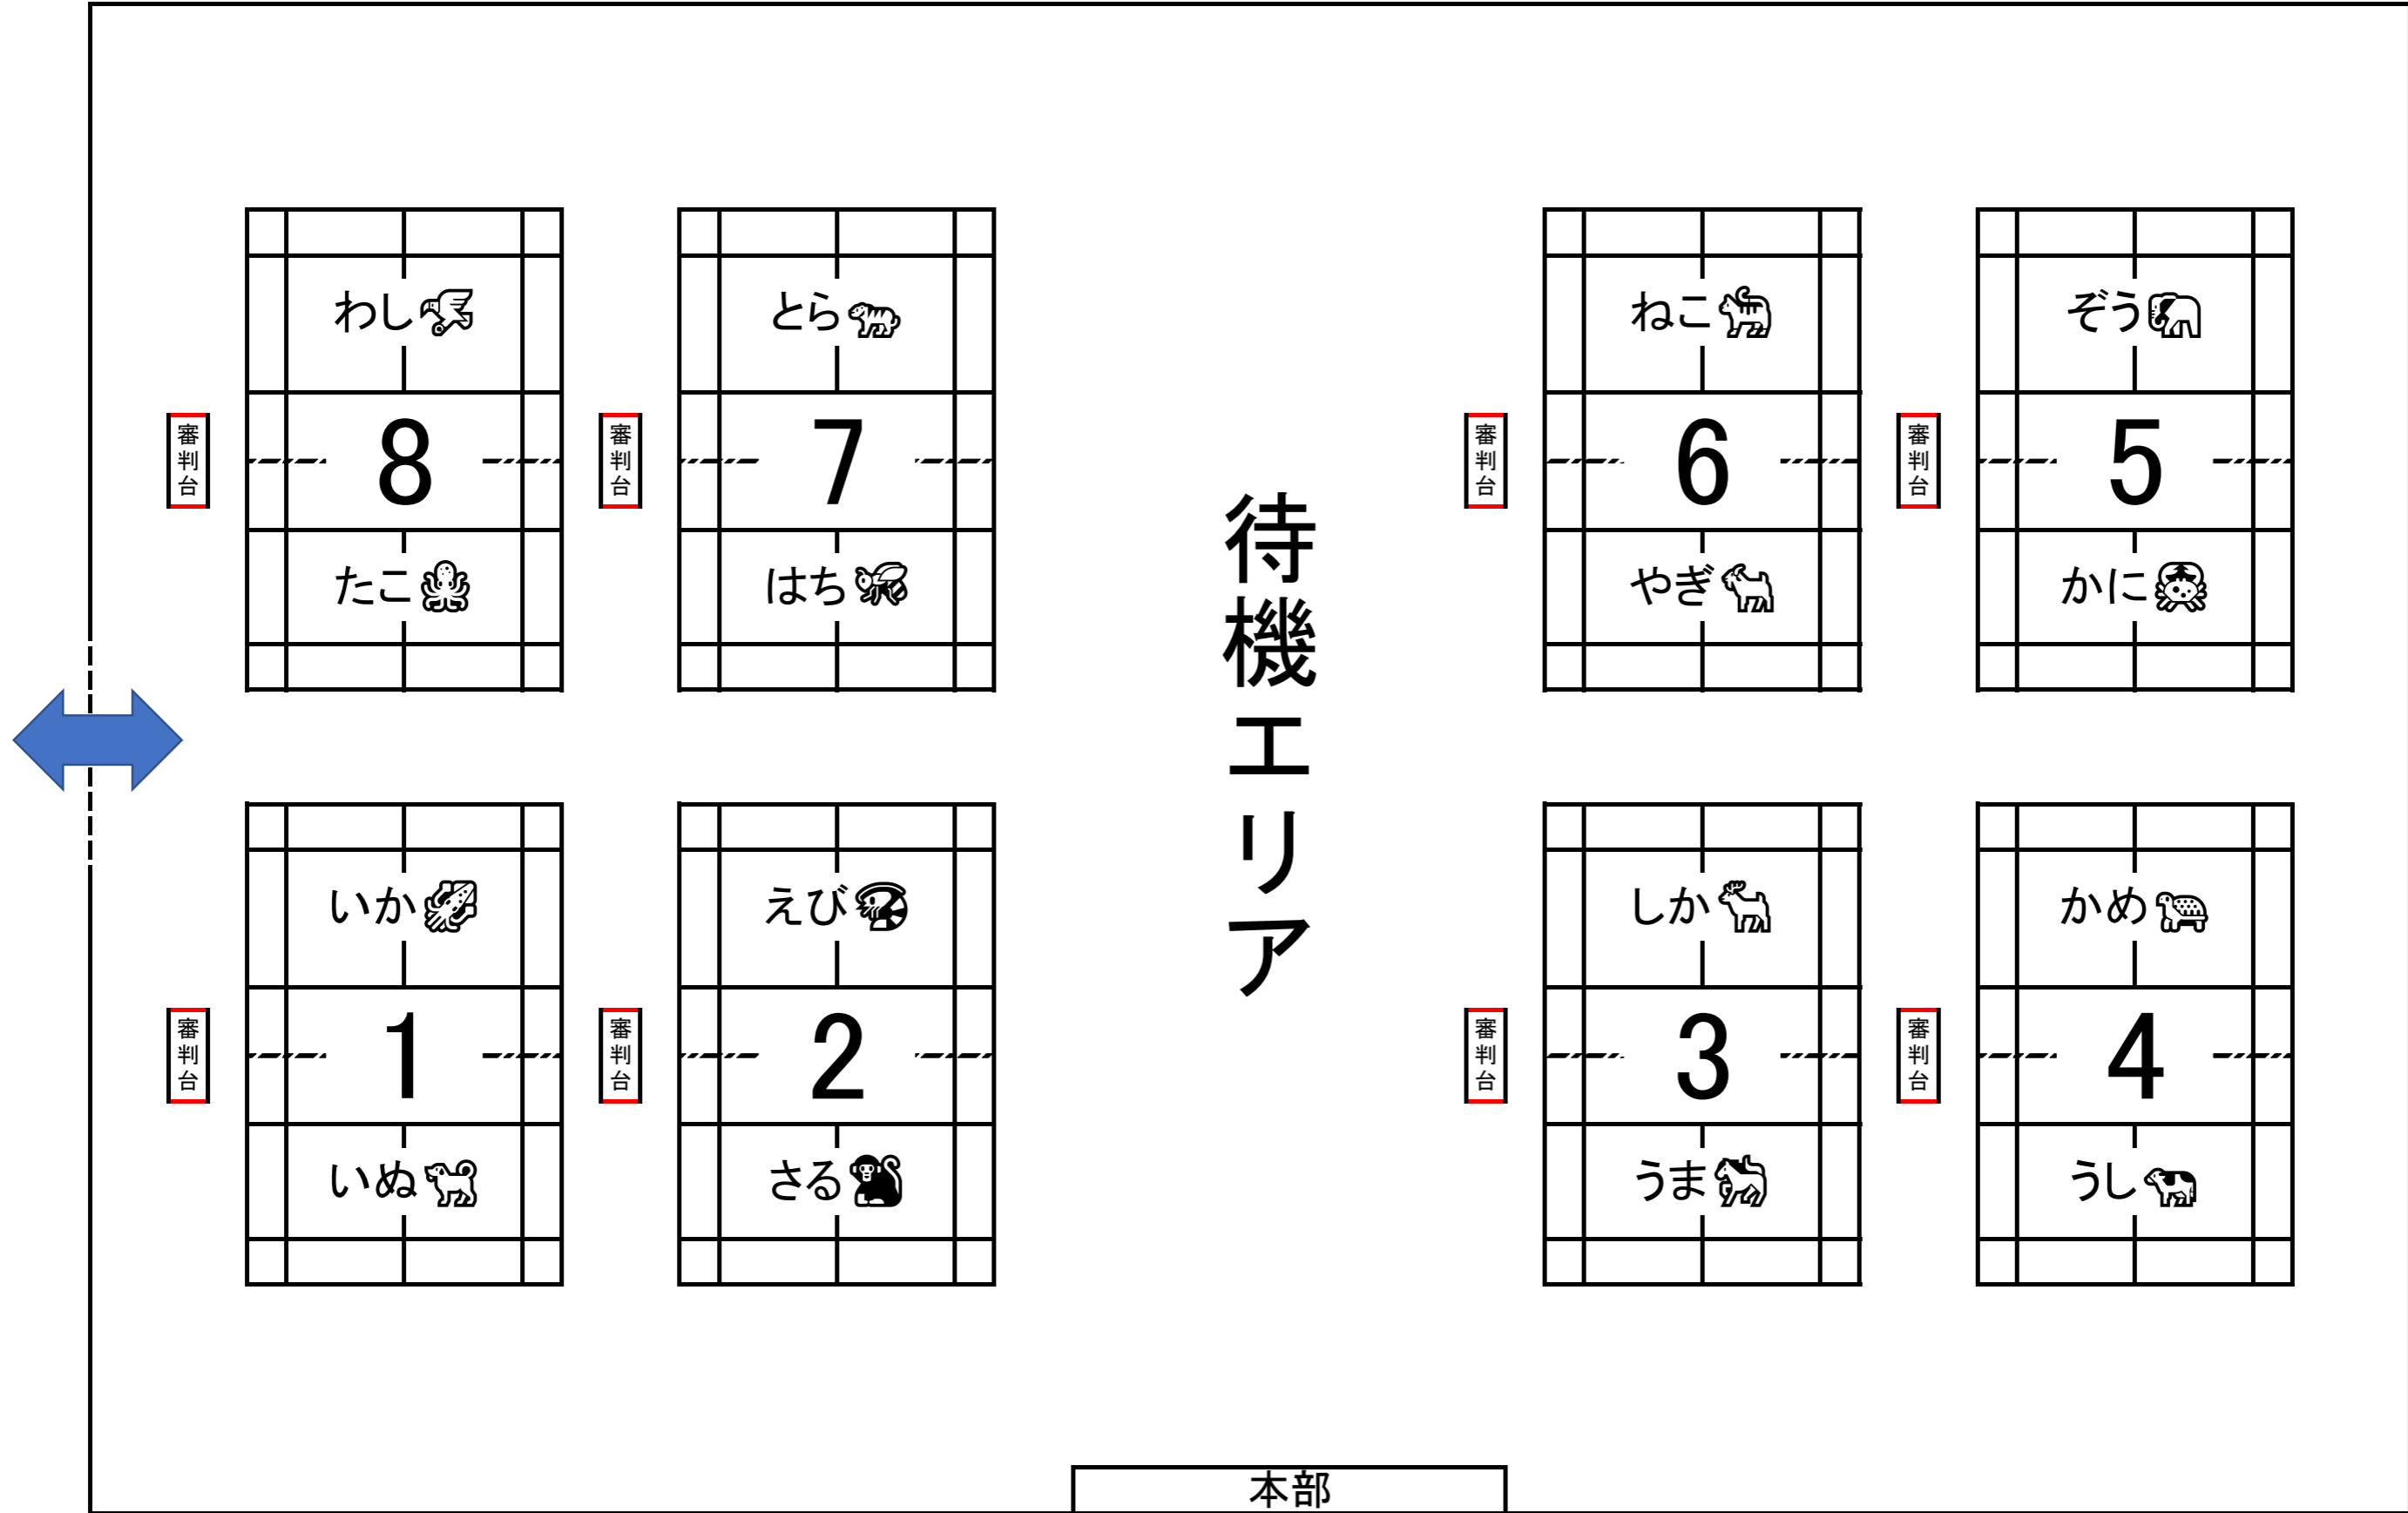 わし
とら
ねこ
ぞう
審判台
8
審判台
7
審判台
6
審判台
5
たこ
はち
やぎ
かに
待機エリア
いか
えび
しか
かめ
審判台
1
審判台
2
審判台
3
審判台
4
いぬ
さる
うま
うし
本部